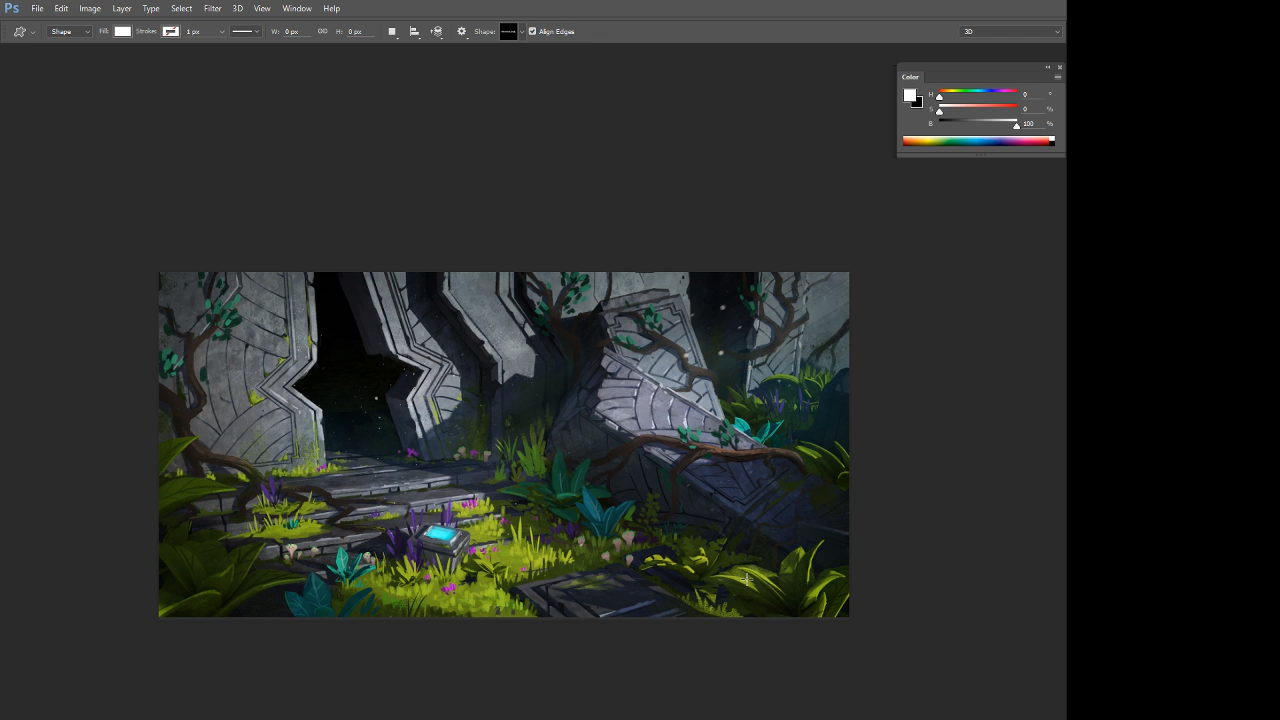 Ps File Edit Image Layer Type Select Filter 3D View Window Help
Shape Fill: Stroke: 1 px W: 0 px H: 0 px Shape: Align Edges 3D
Color
H 0 °
S 0 %
B 100 %